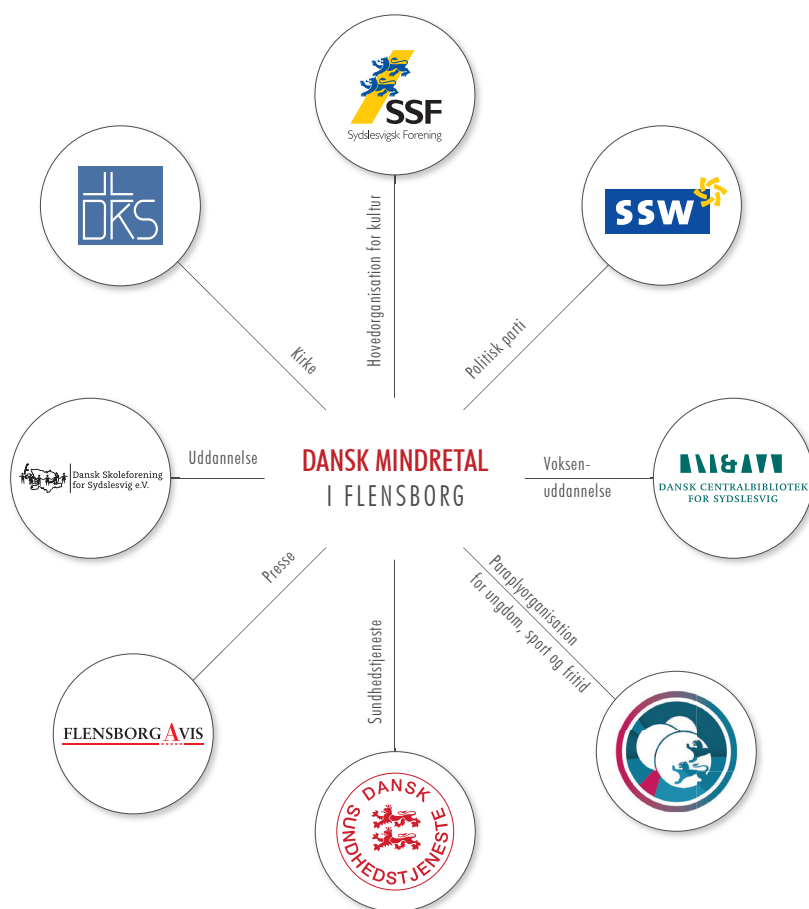 SSF
Sydslesvigsk Forening
Hovedorganisation for kultur
DKS
Kirke
SSW
Politisk parti
Dansk Skoleforening
for Sydslesvig e.V.
Uddannelse
DANSK MINDRETAL
I FLENSBORG
Voksen-
uddannelse
DANSK CENTRALBIBLIOTEK
FOR SYDSLESVIG
Presse
FLENSBORG AVIS
Sundhedstjeneste
DANSK
SUNDHEDSTJENESTE
Paraplyorganisation
for ungdom, sport og fritid